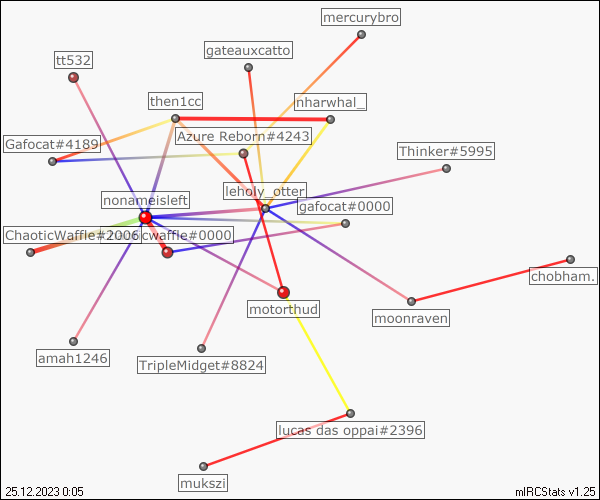 mercurybro
gateauxcatto
tt532
then1cc
nharwhal_
Azure Reborn#4243
Gafocat#4189
Thinker#5995
leholy_otter
nonameisleft
gafocat#0000
ChaoticWaffle#2006
cwaffle#0000
chobham.
motorthud
moonraven
amah1246
TripleMidget#8824
lucas das oppai#2396
mukszi
25.12.2023 0:05
mIRCStats v1.25